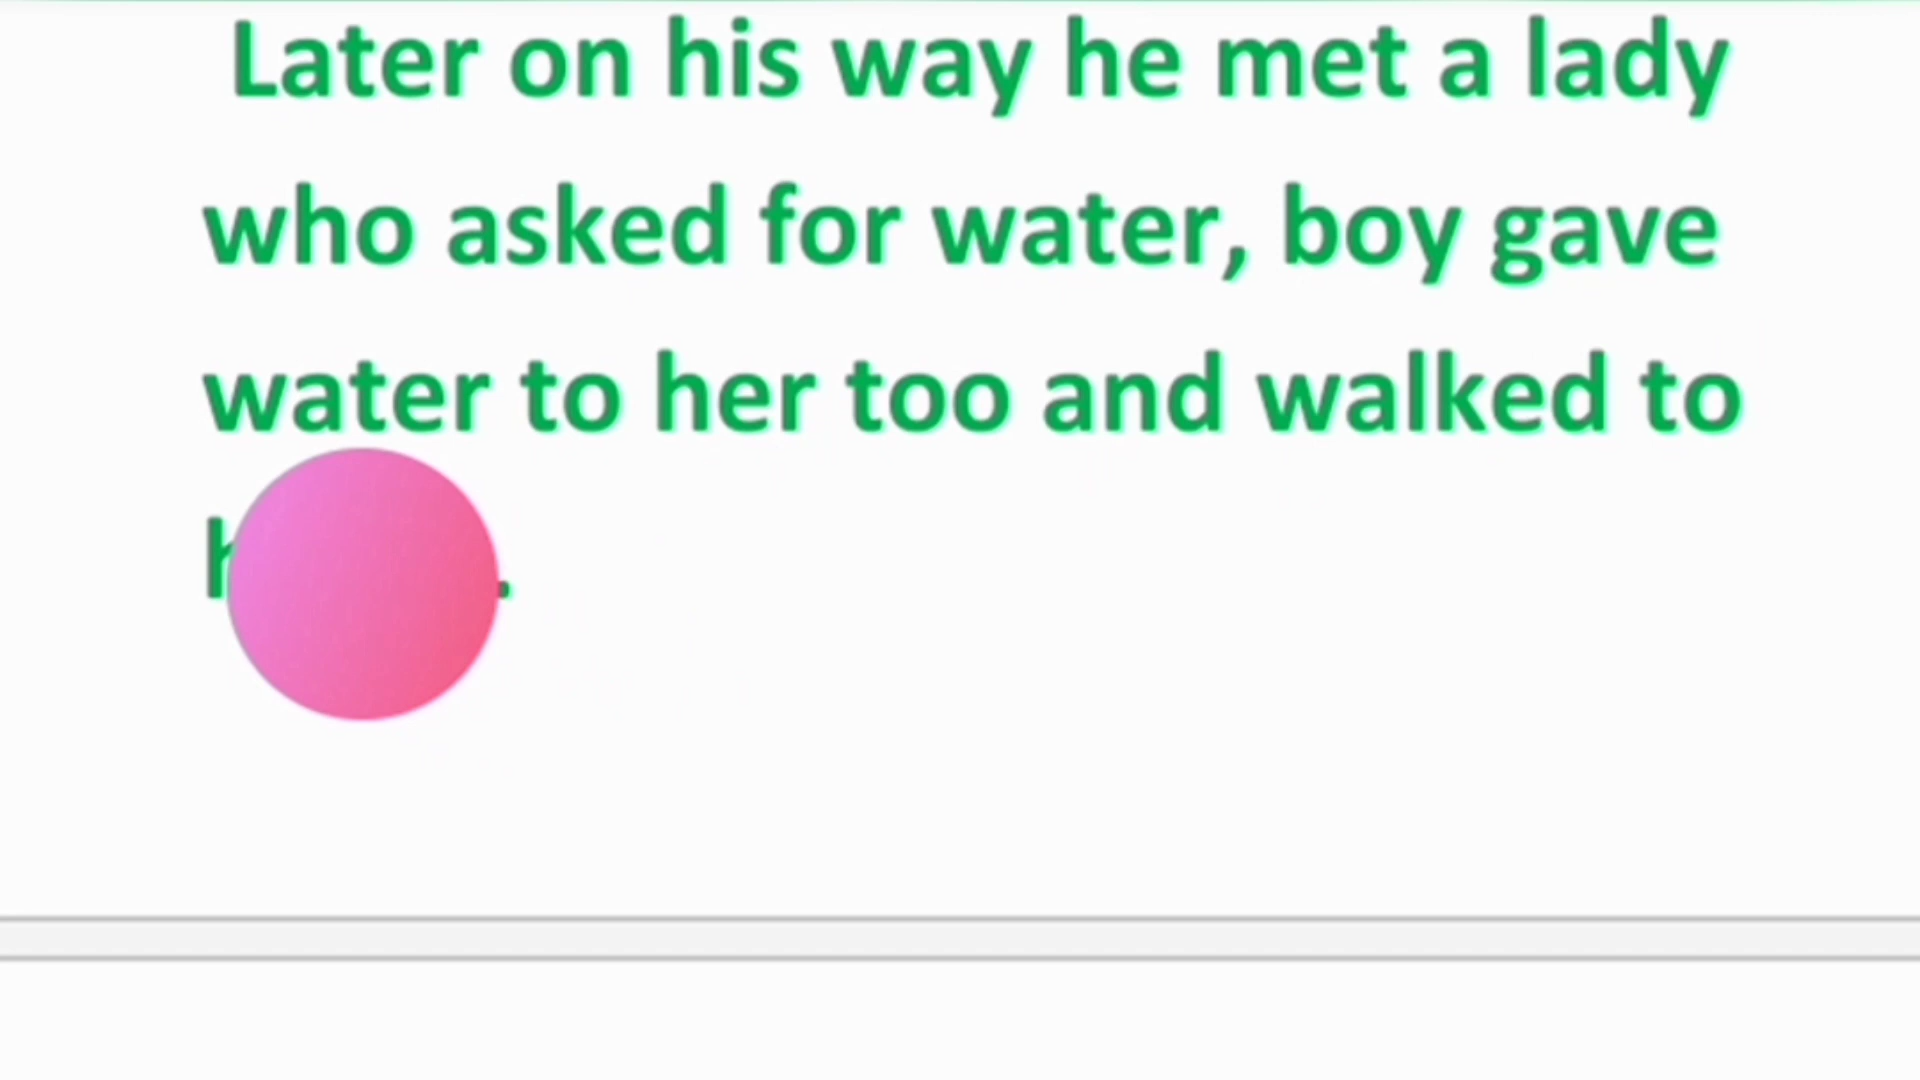 Later on his way he met a lady
who asked for water, boy gave
water to her too and walked to